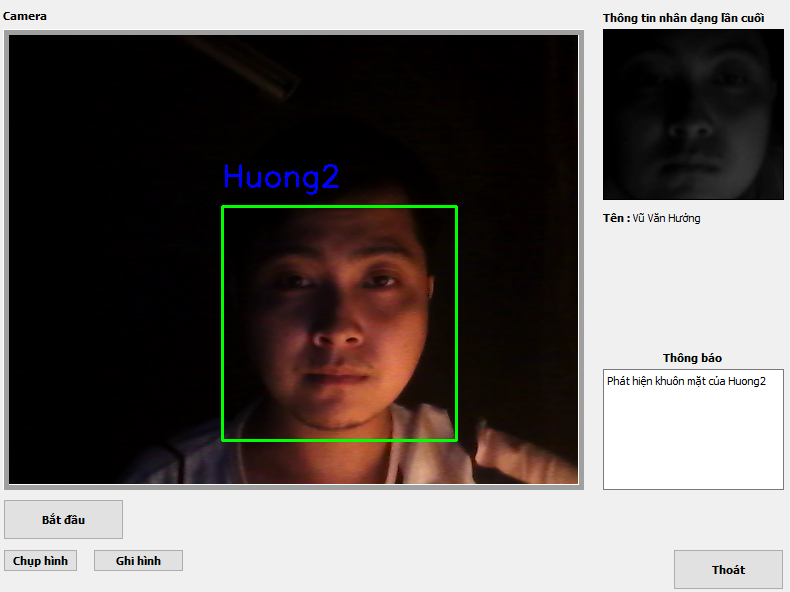 Camera
Thông tin nhân dạng lần cuối
Huong2
Tên : Vũ Văn Hưởng
Thông báo
Phát hiện khuôn mặt của Huong2
Bắt đầu
Chụp hình
Ghi hình
Thoát